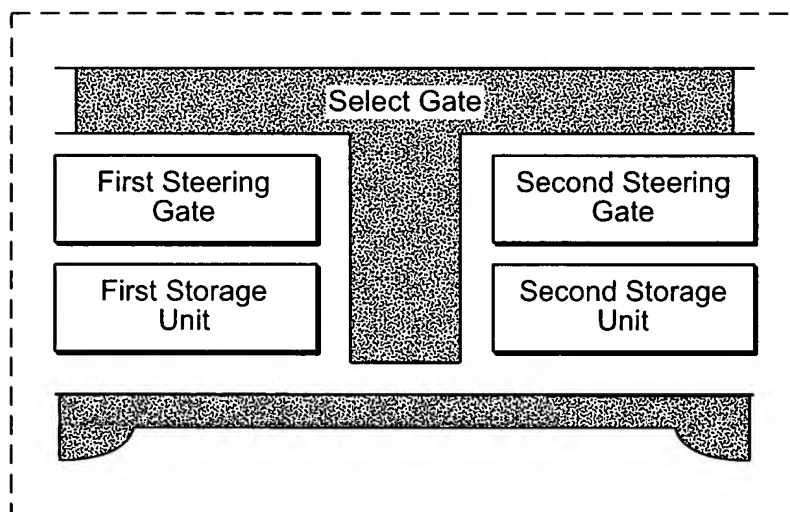 Select Gate
First Steering
Gate
Second Steering
Gate
First Storage
Unit
Second Storage
Unit